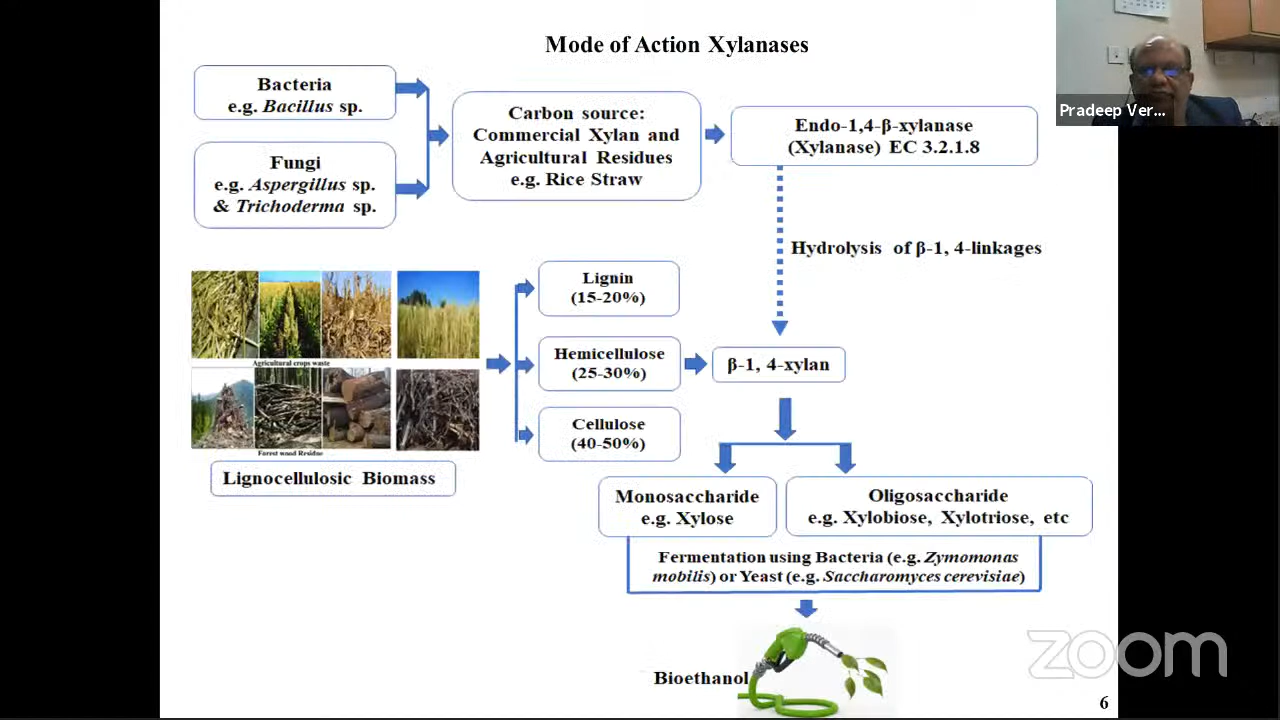 Mode of Action Xylanases
Pradeep Ver...
Bacteria
e.g. Bacillus sp.
Fungi
e.g. Aspergillus sp.
& Trichoderma sp.
Carbon source:
Commercial Xylan and
Agricultural Residues
e.g. Rice Straw
Endo-1,4-β-xylanase
(Xylanase) EC 3.2.1.8
Hydrolysis of β-1, 4-linkages
Agricultural crops waste
Forest wood Residue
Lignocellulosic Biomass
Lignin
(15-20%)
Hemicellulose
(25-30%)
Cellulose
(40-50%)
β-1, 4-xylan
Monosaccharide
e.g. Xylose
Oligosaccharide
e.g. Xylobiose, Xylotriose, etc
Fermentation using Bacteria (e.g. Zymomonas
mobilis) or Yeast (e.g. Saccharomyces cerevisiae)
Bioethanol
zoom
6